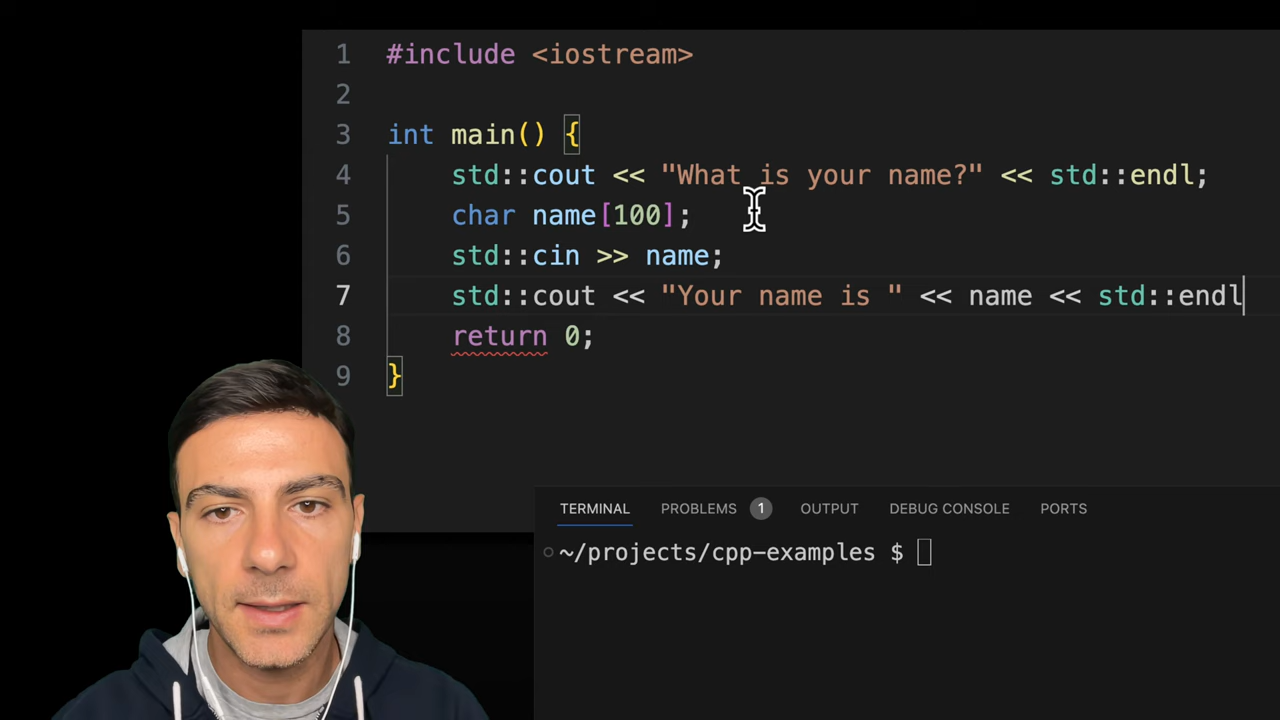 1 #include <iostream>
2
3 int main() {
4 std::cout << "What is your name?" << std::endl;
5 char name[100];
6 std::cin >> name;
7 std::cout << "Your name is " << name << std::endl
8 return 0;
9 }
TERMINAL PROBLEMS 1 OUTPUT DEBUG CONSOLE PORTS
~/projects/cpp-examples $